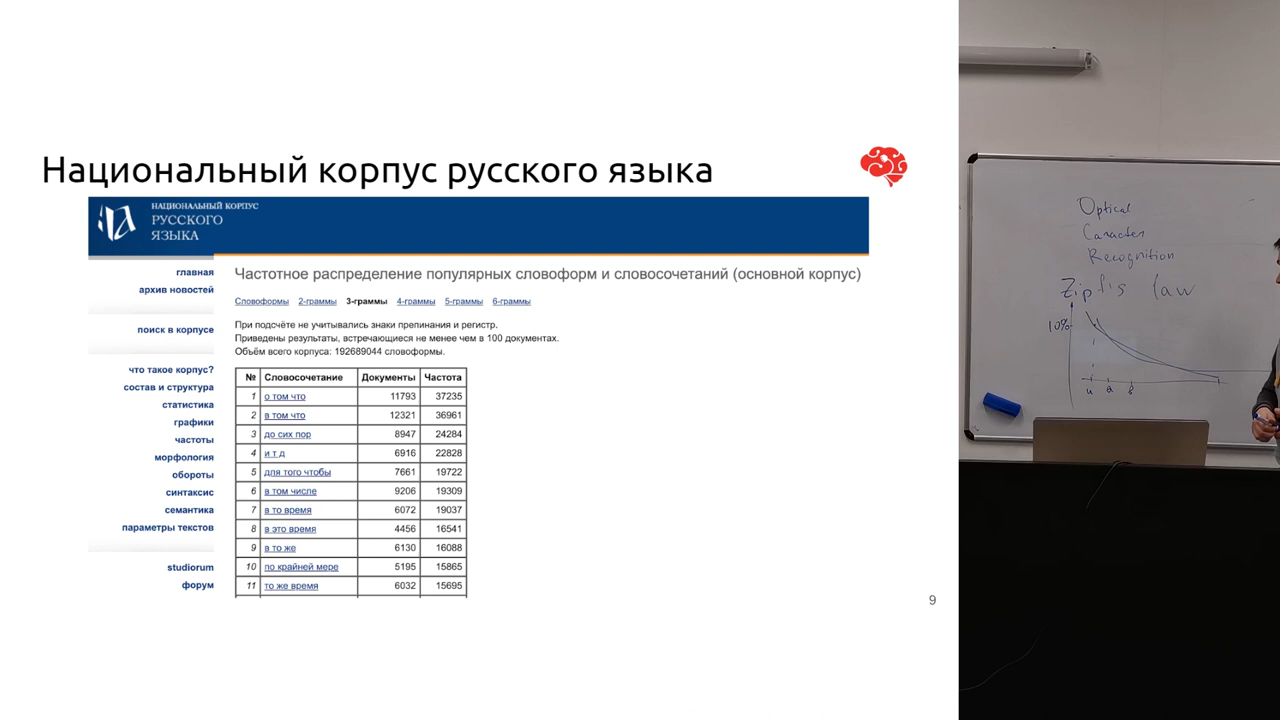 Национальный корпус русского языка
НАЦИОНАЛЬНЫЙ КОРПУС
РУССКОГО
ЯЗЫКА
главная
архив новостей
поиск в корпусе
что такое корпус?
состав и структура
статистика
графики
частоты
морфология
обороты
синтаксис
семантика
параметры текстов
studiorum
форум
Частотное распределение популярных словоформ и словосочетаний (основной корпус)
Словоформы 2-граммы 3-граммы 4-граммы 5-граммы 6-граммы
При подсчёте не учитывались знаки препинания и регистр.
Приведены результаты, встречающиеся не менее чем в 100 документах.
Объём всего корпуса: 192689044 словоформы.
№ Словосочетание Документы Частота
1 о том что 11793 37235
2 в том что 12321 36961
3 до сих пор 8947 24284
4 и т д 6916 22828
5 для того чтобы 7661 19722
6 в том числе 9206 19309
7 в то время 6072 19037
8 в это время 4456 16541
9 в то же 6130 16088
10 по крайней мере 5195 15865
11 то же время 6032 15695
9
Optical
Caracter
Recognition
Zipf's law
10%
и а в